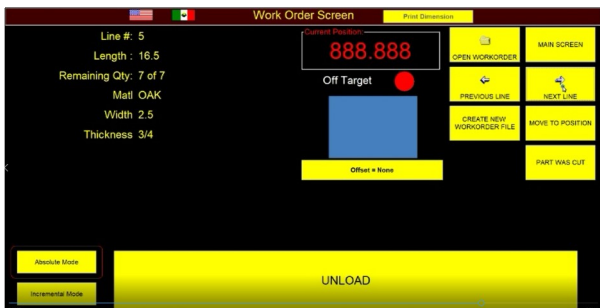 Work Order Screen
Print Dimension
Line #: 5
Length : 16.5
Remaining Qty: 7 of 7
Matl OAK
Width 2.5
Thickness 3/4
Current Position:
888.888
Off Target
Offset = None
OPEN WORKORDER
MAIN SCREEN
PREVIOUS LINE
NEXT LINE
CREATE NEW
WORKORDER FILE
MOVE TO POSITION
PART WAS CUT
Absolute Mode
Incremental Mode
UNLOAD